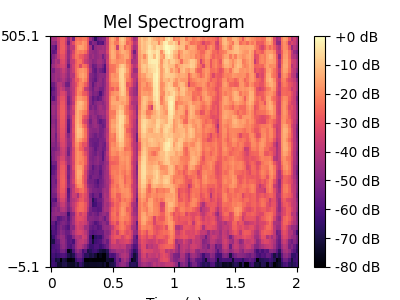 Mel Spectrogram
505.1
−5.1
0
0.5
1
1.5
2
+0 dB
-10 dB
-20 dB
-30 dB
-40 dB
-50 dB
-60 dB
-70 dB
-80 dB